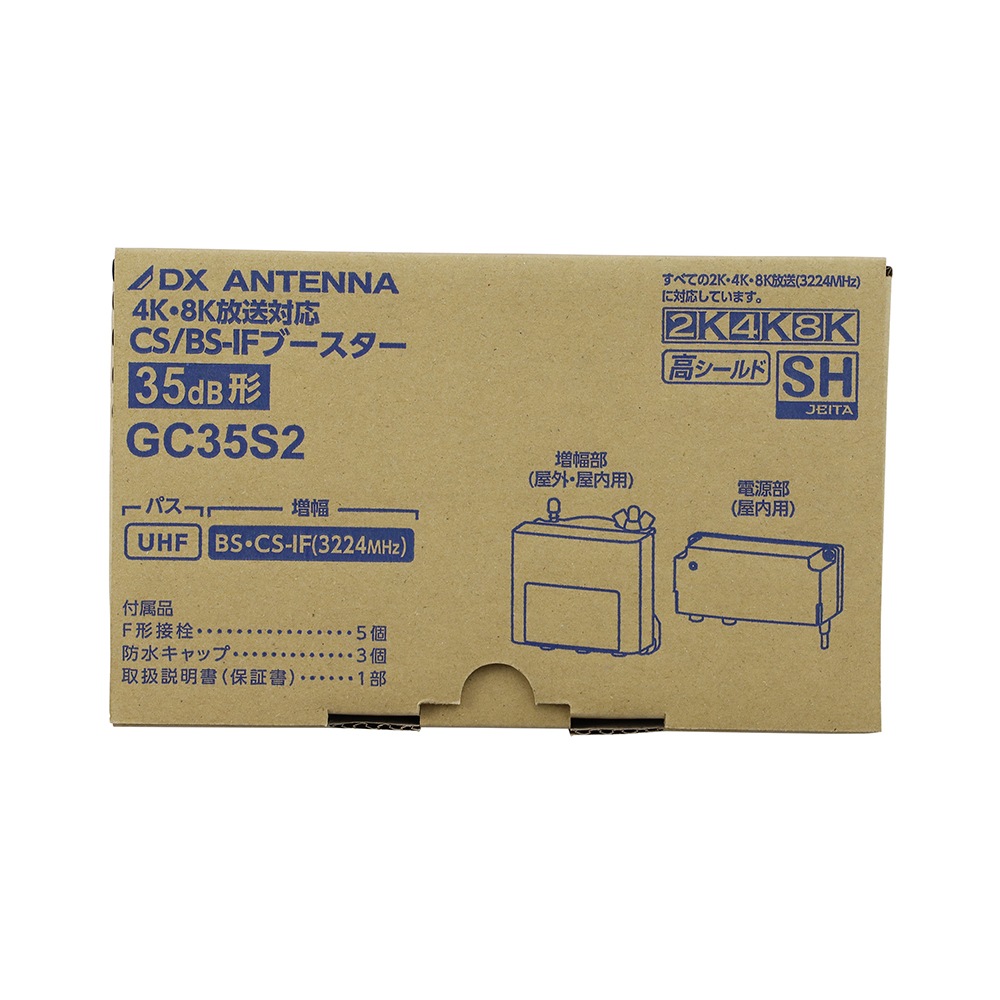 DX ANTENNA
4K・8K放送対応
CS/BS-IFブースター
35dB形
GC35S2
すべての2K・4K・8K放送(3224MHz)
に対応しています。
2K4K8K
高シールド
SH
JEITA
パス
増幅
UHF
BS・CS-IF(3224MHz)
増幅部
(屋外・屋内用)
電源部
(屋内用)
付属品
F形接栓・・・・・・・・・・・・・・・・5個
防水キャップ・・・・・・・・・・・・・3個
取扱説明書(保証書)・・・・・・1部